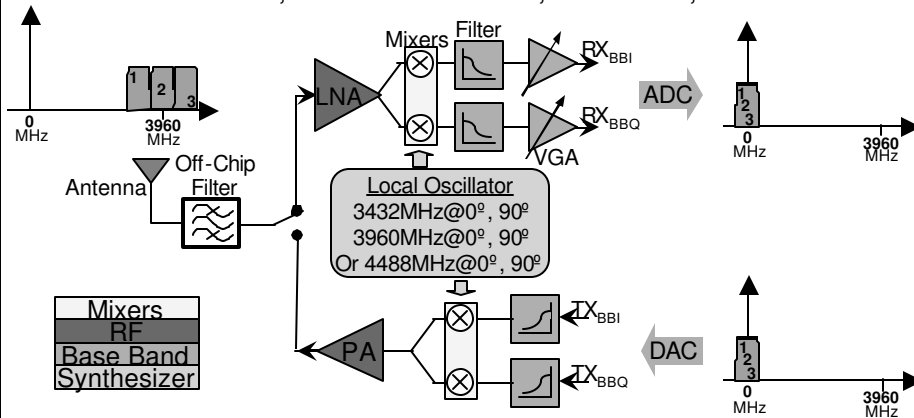 Mixers
Filter
RX BBI
1
2
3
0
MHz
3960
MHz
LNA
ADC
1
2
3
0
MHz
3960
MHz
RX BBQ
VGA
Off-Chip
Filter
Antenna
Local Oscillator
3432MHz@0º, 90º
3960MHz@0º, 90º
Or 4488MHz@0º, 90º
Mixers
RF
Base Band
Synthesizer
PA
TX BBI
TX BBQ
DAC
1
2
3
0
MHz
3960
MHz